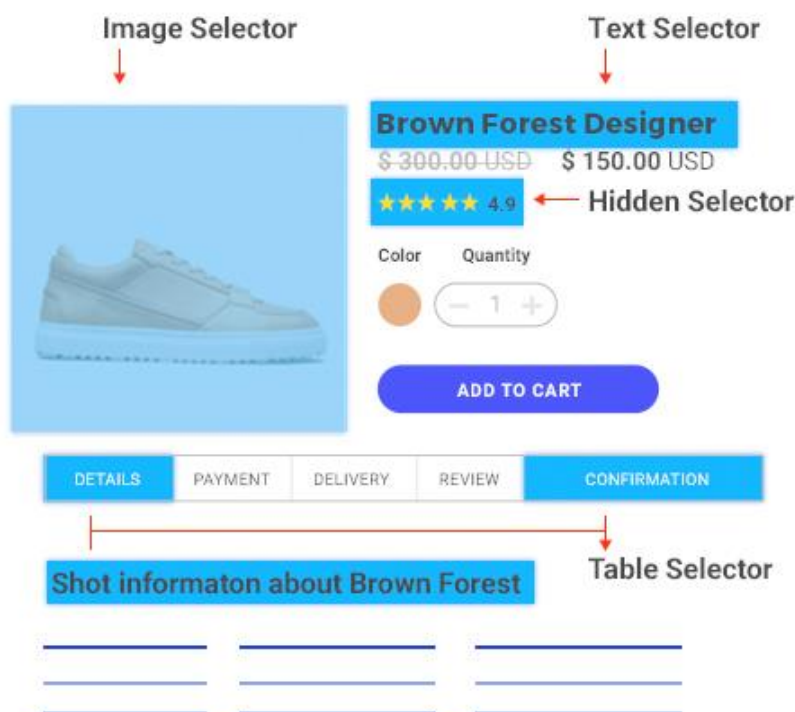 Image Selector
Text Selector
Brown Forest Designer
$ 300.00 USD $ 150.00 USD
4.9
Hidden Selector
Color Quantity
— 1 +
ADD TO CART
DETAILS PAYMENT DELIVERY REVIEW CONFIRMATION
Table Selector
Shot informaton about Brown Forest